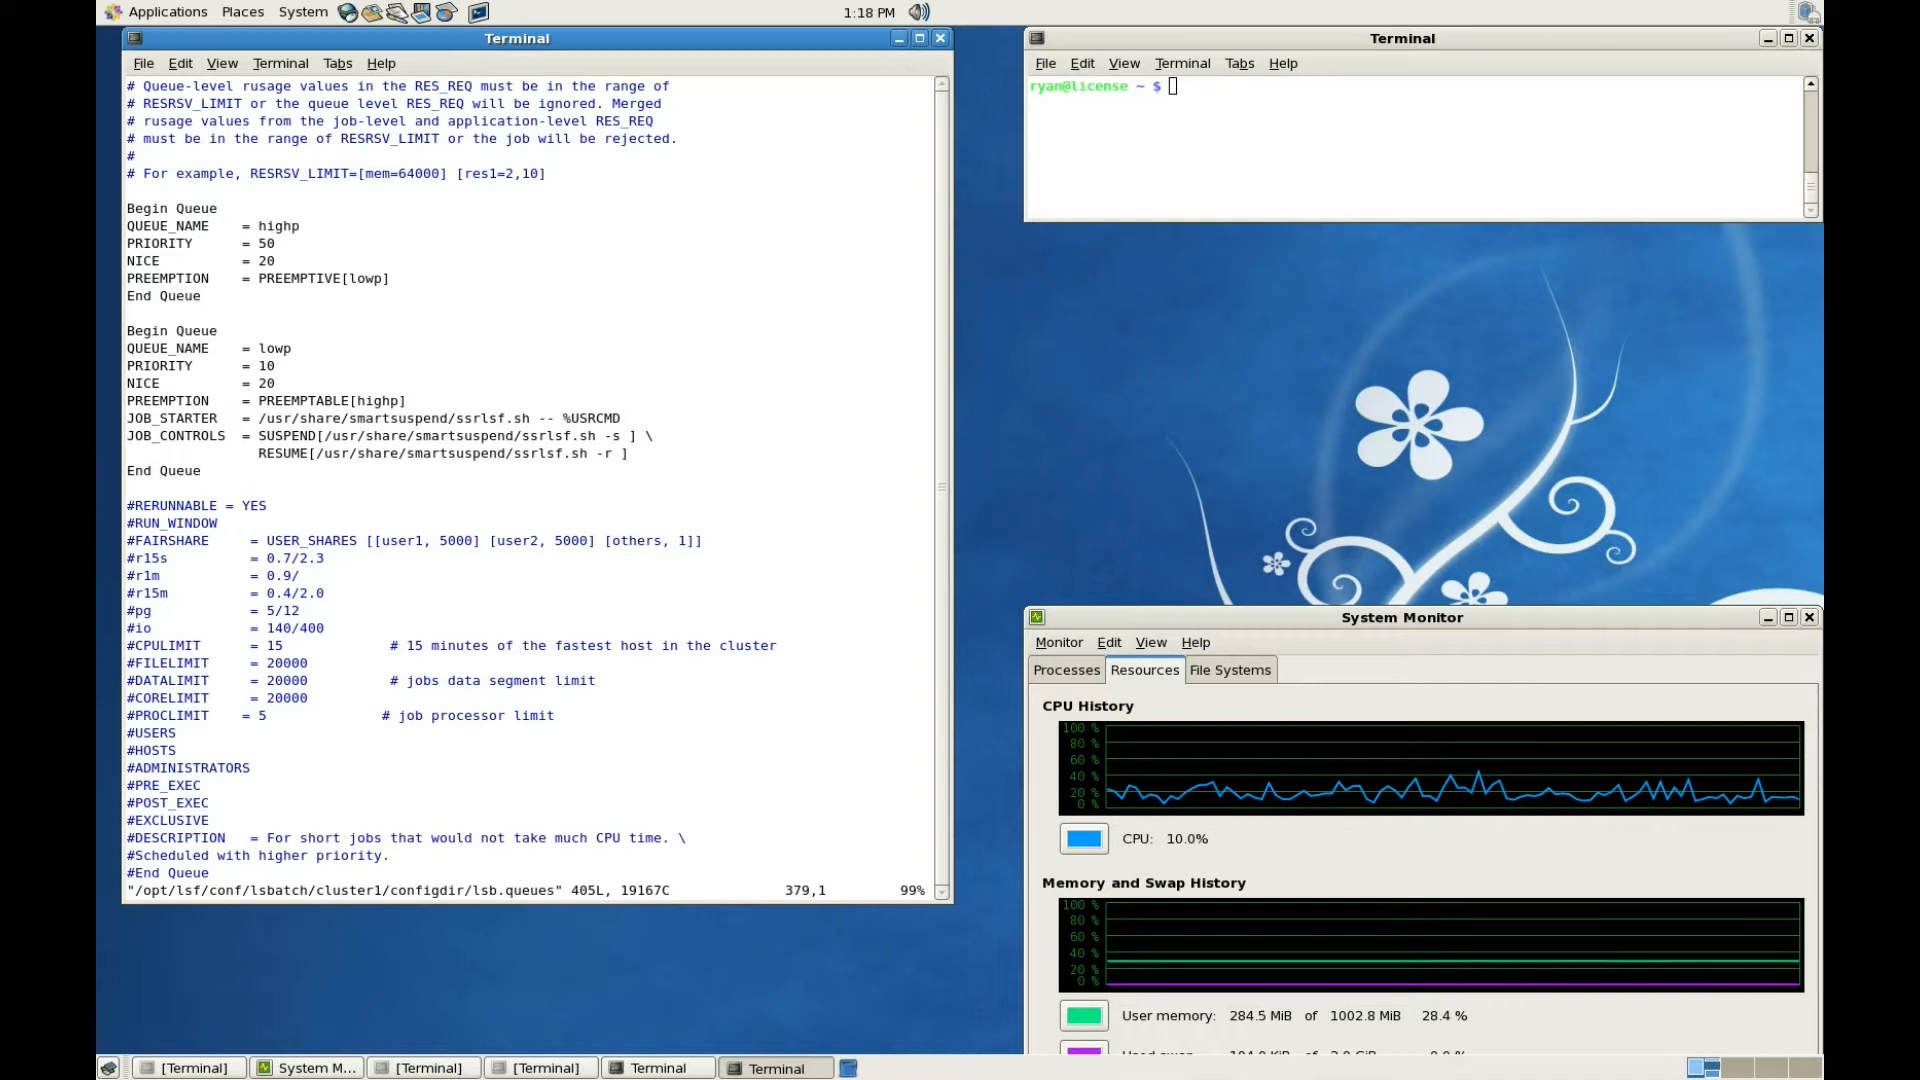 Applications Places System 1:18 PM
Terminal
File Edit View Terminal Tabs Help
# Queue-level rusage values in the RES_REQ must be in the range of
# RESRSV_LIMIT or the queue level RES_REQ will be ignored. Merged
# rusage values from the job-level and application-level RES_REQ
# must be in the range of RESRSV_LIMIT or the job will be rejected.
#
# For example, RESRSV_LIMIT=[mem=64000] [res1=2,10]
Begin Queue
QUEUE_NAME    = highp
PRIORITY      = 50
NICE          = 20
PREEMPTION    = PREEMPTIVE[lowp]
End Queue
Begin Queue
QUEUE_NAME    = lowp
PRIORITY      = 10
NICE          = 20
PREEMPTION    = PREEMPTABLE[highp]
JOB_STARTER   = /usr/share/smartsuspend/ssrlsf.sh -- %USRCMD
JOB_CONTROLS  = SUSPEND[/usr/share/smartsuspend/ssrlsf.sh -s ] \
RESUME[/usr/share/smartsuspend/ssrlsf.sh -r ]
End Queue
#RERUNNABLE = YES
#RUN_WINDOW
#FAIRSHARE     = USER_SHARES [[user1, 5000] [user2, 5000] [others, 1]]
#r15s          = 0.7/2.3
#r1m           = 0.9/
#r15m          = 0.4/2.0
#pg            = 5/12
#io            = 140/400
#CPULIMIT      = 15             # 15 minutes of the fastest host in the cluster
#FILELIMIT     = 20000
#DATALIMIT     = 20000          # jobs data segment limit
#CORELIMIT     = 20000
#PROCLIMIT    = 5              # job processor limit
#USERS
#HOSTS
#ADMINISTRATORS
#PRE_EXEC
#POST_EXEC
#EXCLUSIVE
#DESCRIPTION   = For short jobs that would not take much CPU time. \
#Scheduled with higher priority.
#End Queue
"/opt/lsf/conf/lsbatch/cluster1/configdir/lsb.queues" 405L, 19167C 379,1 99%
Terminal
File Edit View Terminal Tabs Help
ryan@license ~ $
System Monitor
Monitor Edit View Help
Processes Resources File Systems
CPU History
100 %
80 %
60 %
40 %
20 %
0 %
CPU: 10.0%
Memory and Swap History
100 %
80 %
60 %
40 %
20 %
0 %
User memory: 284.5 MiB of 1002.8 MiB 28.4 %
[Terminal] System M... [Terminal] [Terminal] Terminal Terminal